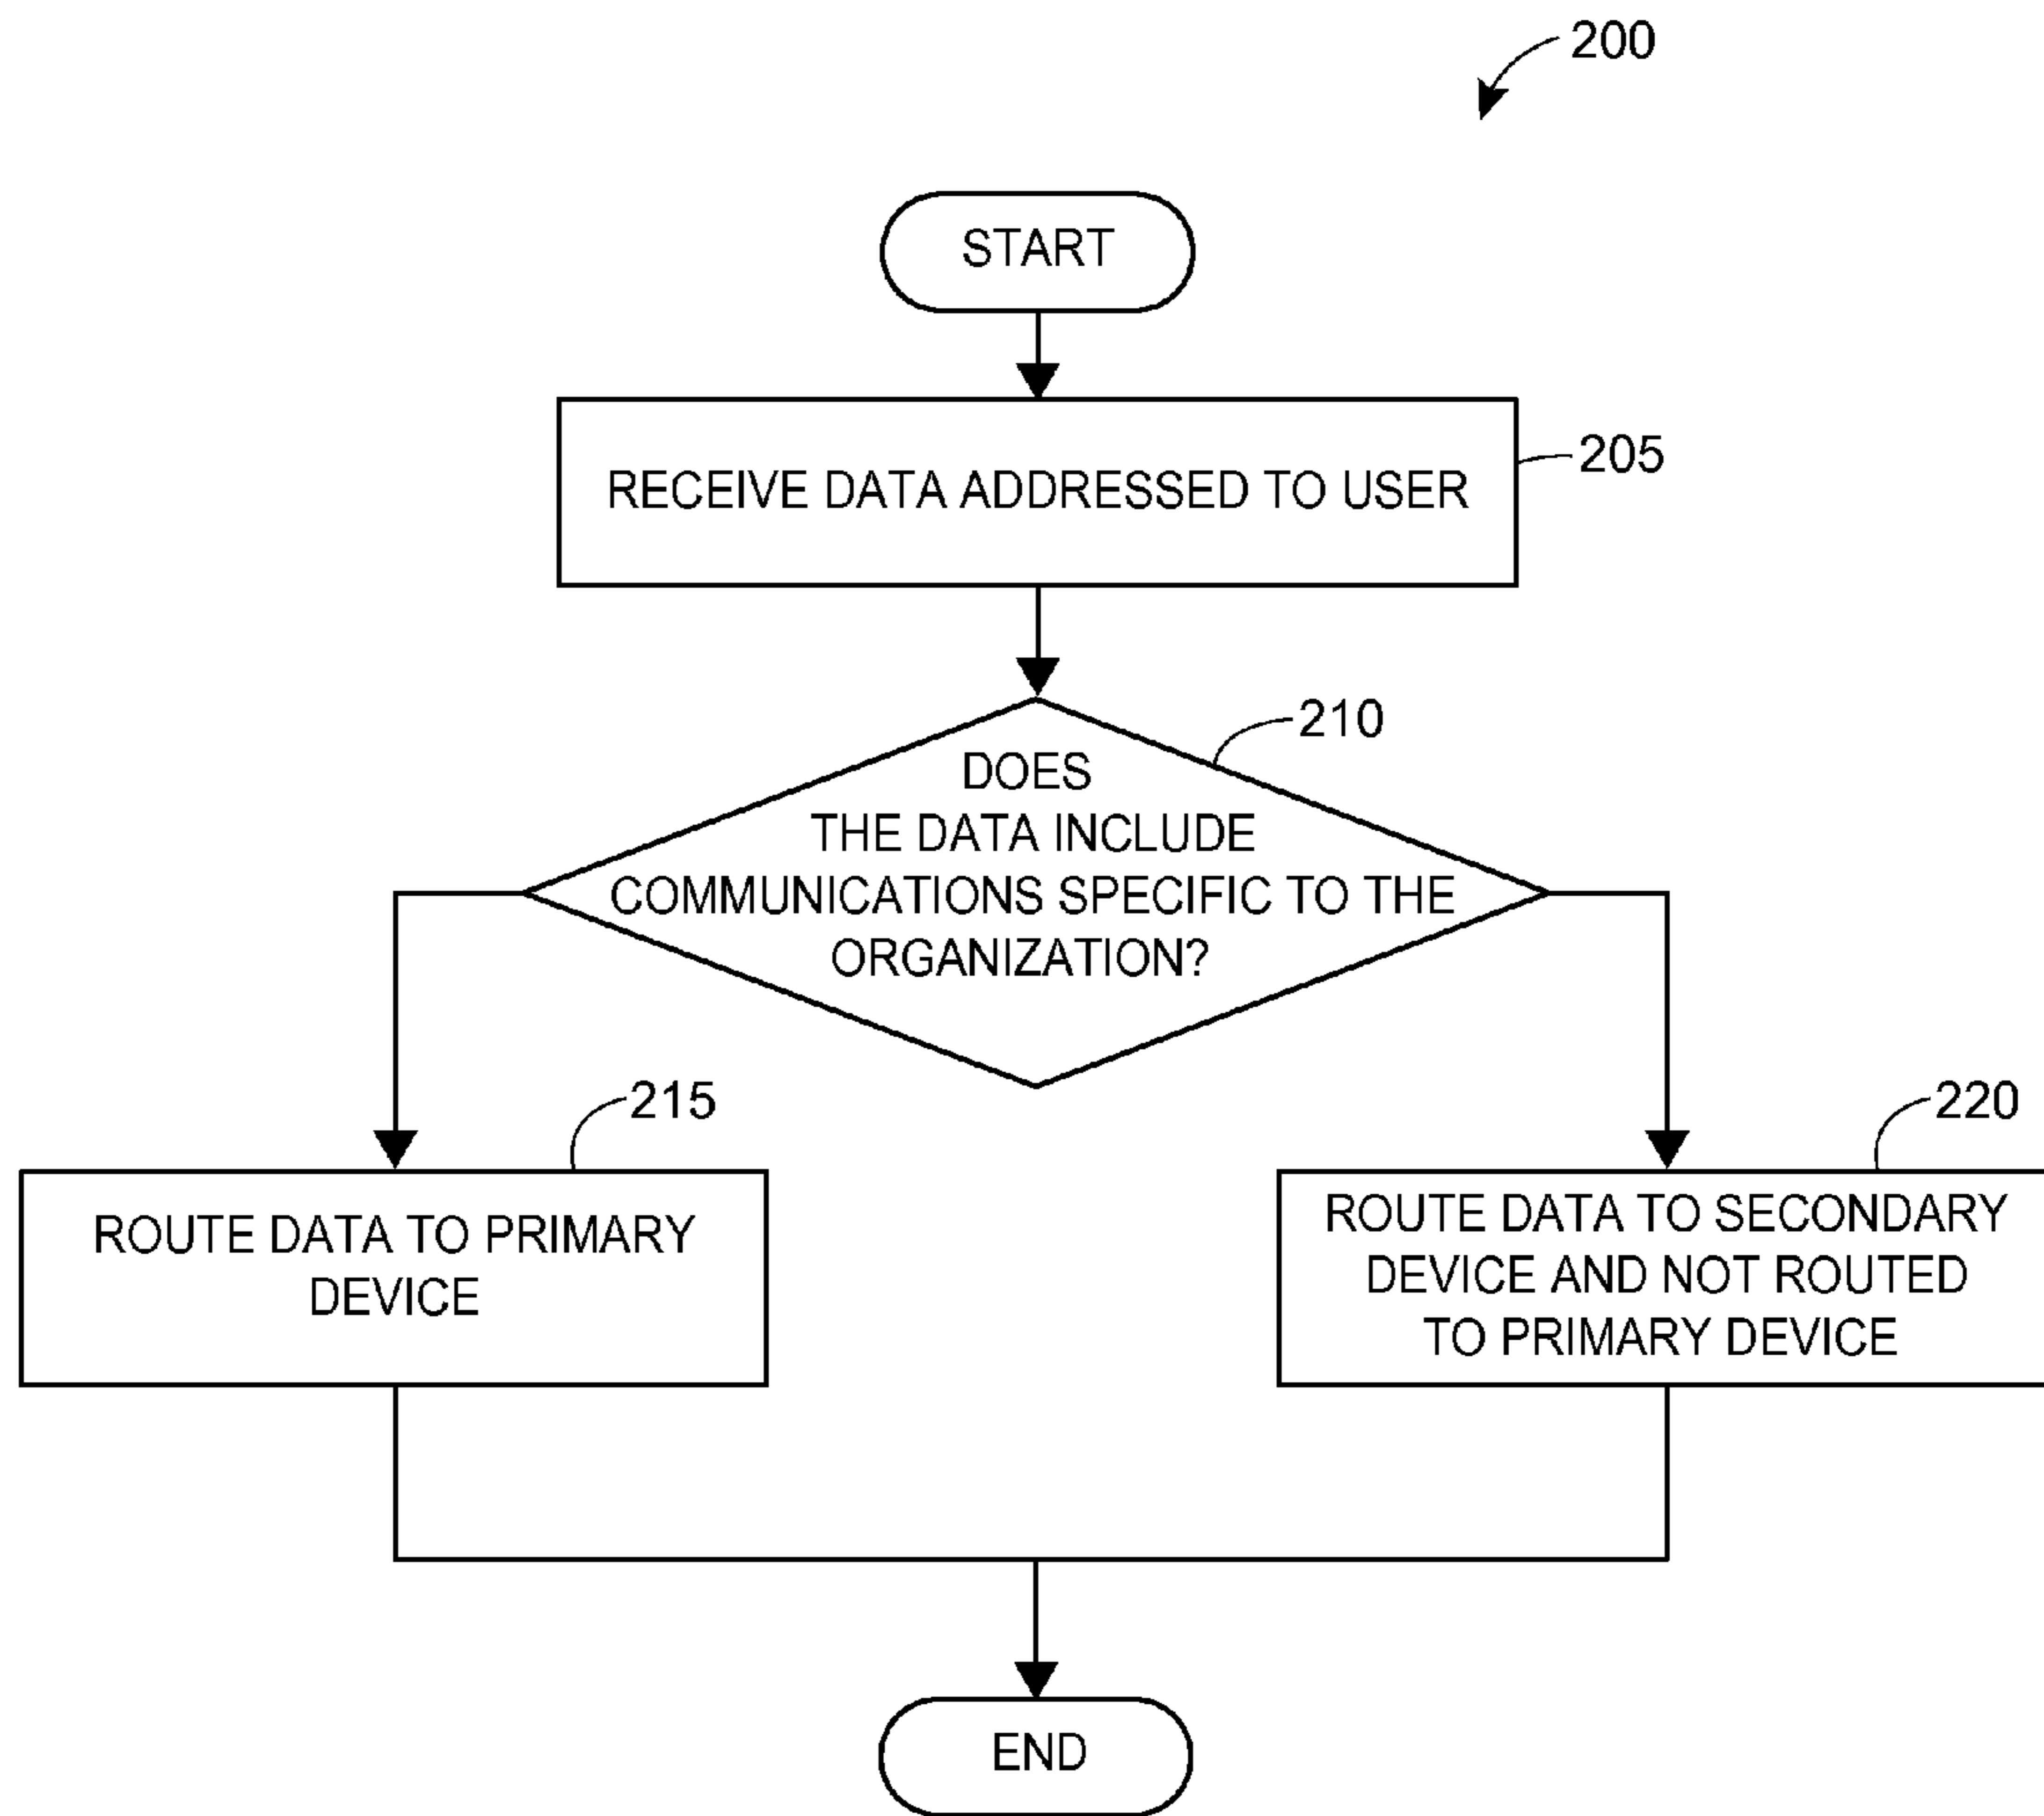 200
START
RECEIVE DATA ADDRESSED TO USER
205
210
DOES
THE DATA INCLUDE
COMMUNICATIONS SPECIFIC TO THE
ORGANIZATION?
215
ROUTE DATA TO PRIMARY
DEVICE
220
ROUTE DATA TO SECONDARY
DEVICE AND NOT ROUTED
TO PRIMARY DEVICE
END